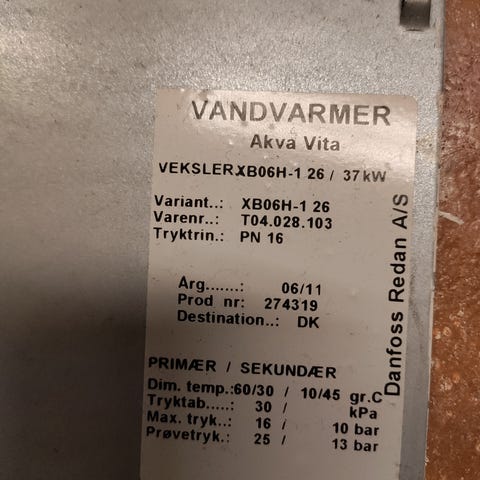 VANDVARMER
Akva Vita
VEKSLER.XB06H-1 26 / 37 kW
Variant..: XB06H-1 26
Varenr..: T04.028.103
Tryktrin.: PN 16
Arg.......: 06/11
Prod nr: 274319
Destination..: DK
PRIMÆR / SEKUNDÆR
Dim. temp.:60/30 / 10/45 gr.C
Tryktab.....: 30 / kPa
Max. tryk..: 16 / 10 bar
Prøvetryk.: 25 / 13 bar
Danfoss Redan A/S